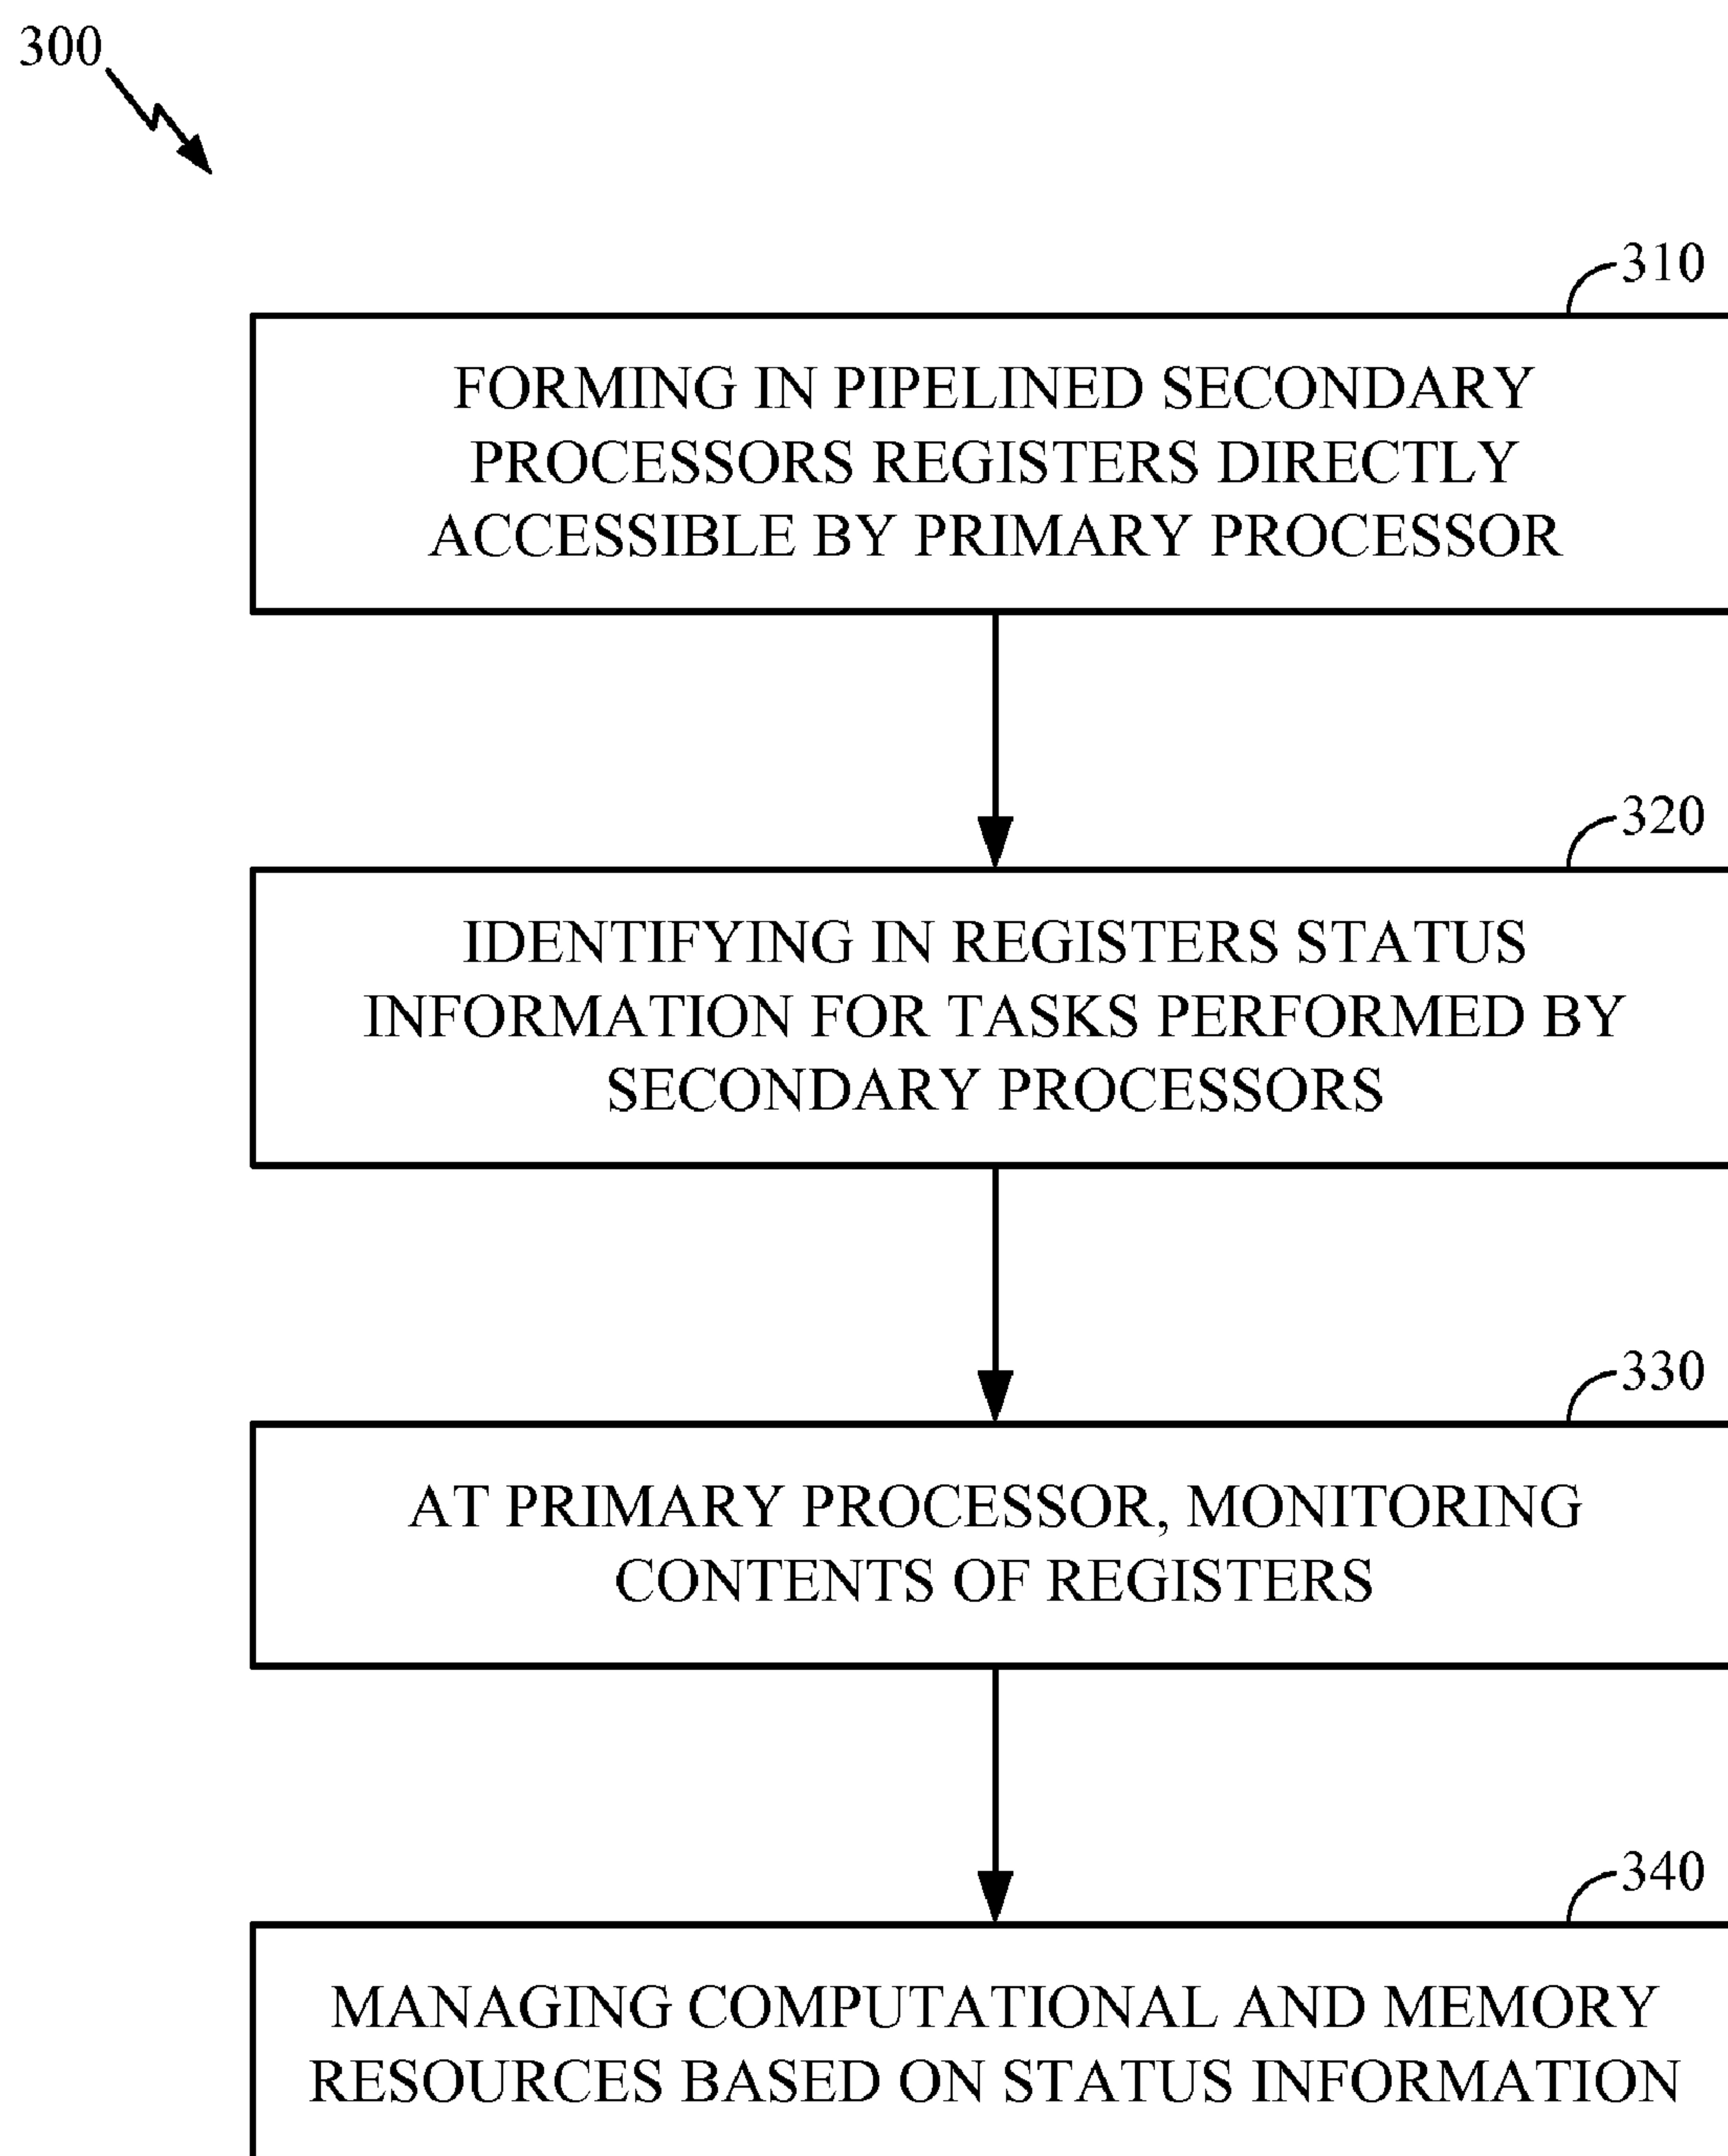 300
310
FORMING IN PIPELINED SECONDARY
PROCESSORS REGISTERS DIRECTLY
ACCESSIBLE BY PRIMARY PROCESSOR
320
IDENTIFYING IN REGISTERS STATUS
INFORMATION FOR TASKS PERFORMED BY
SECONDARY PROCESSORS
330
AT PRIMARY PROCESSOR, MONITORING
CONTENTS OF REGISTERS
340
MANAGING COMPUTATIONAL AND MEMORY
RESOURCES BASED ON STATUS INFORMATION